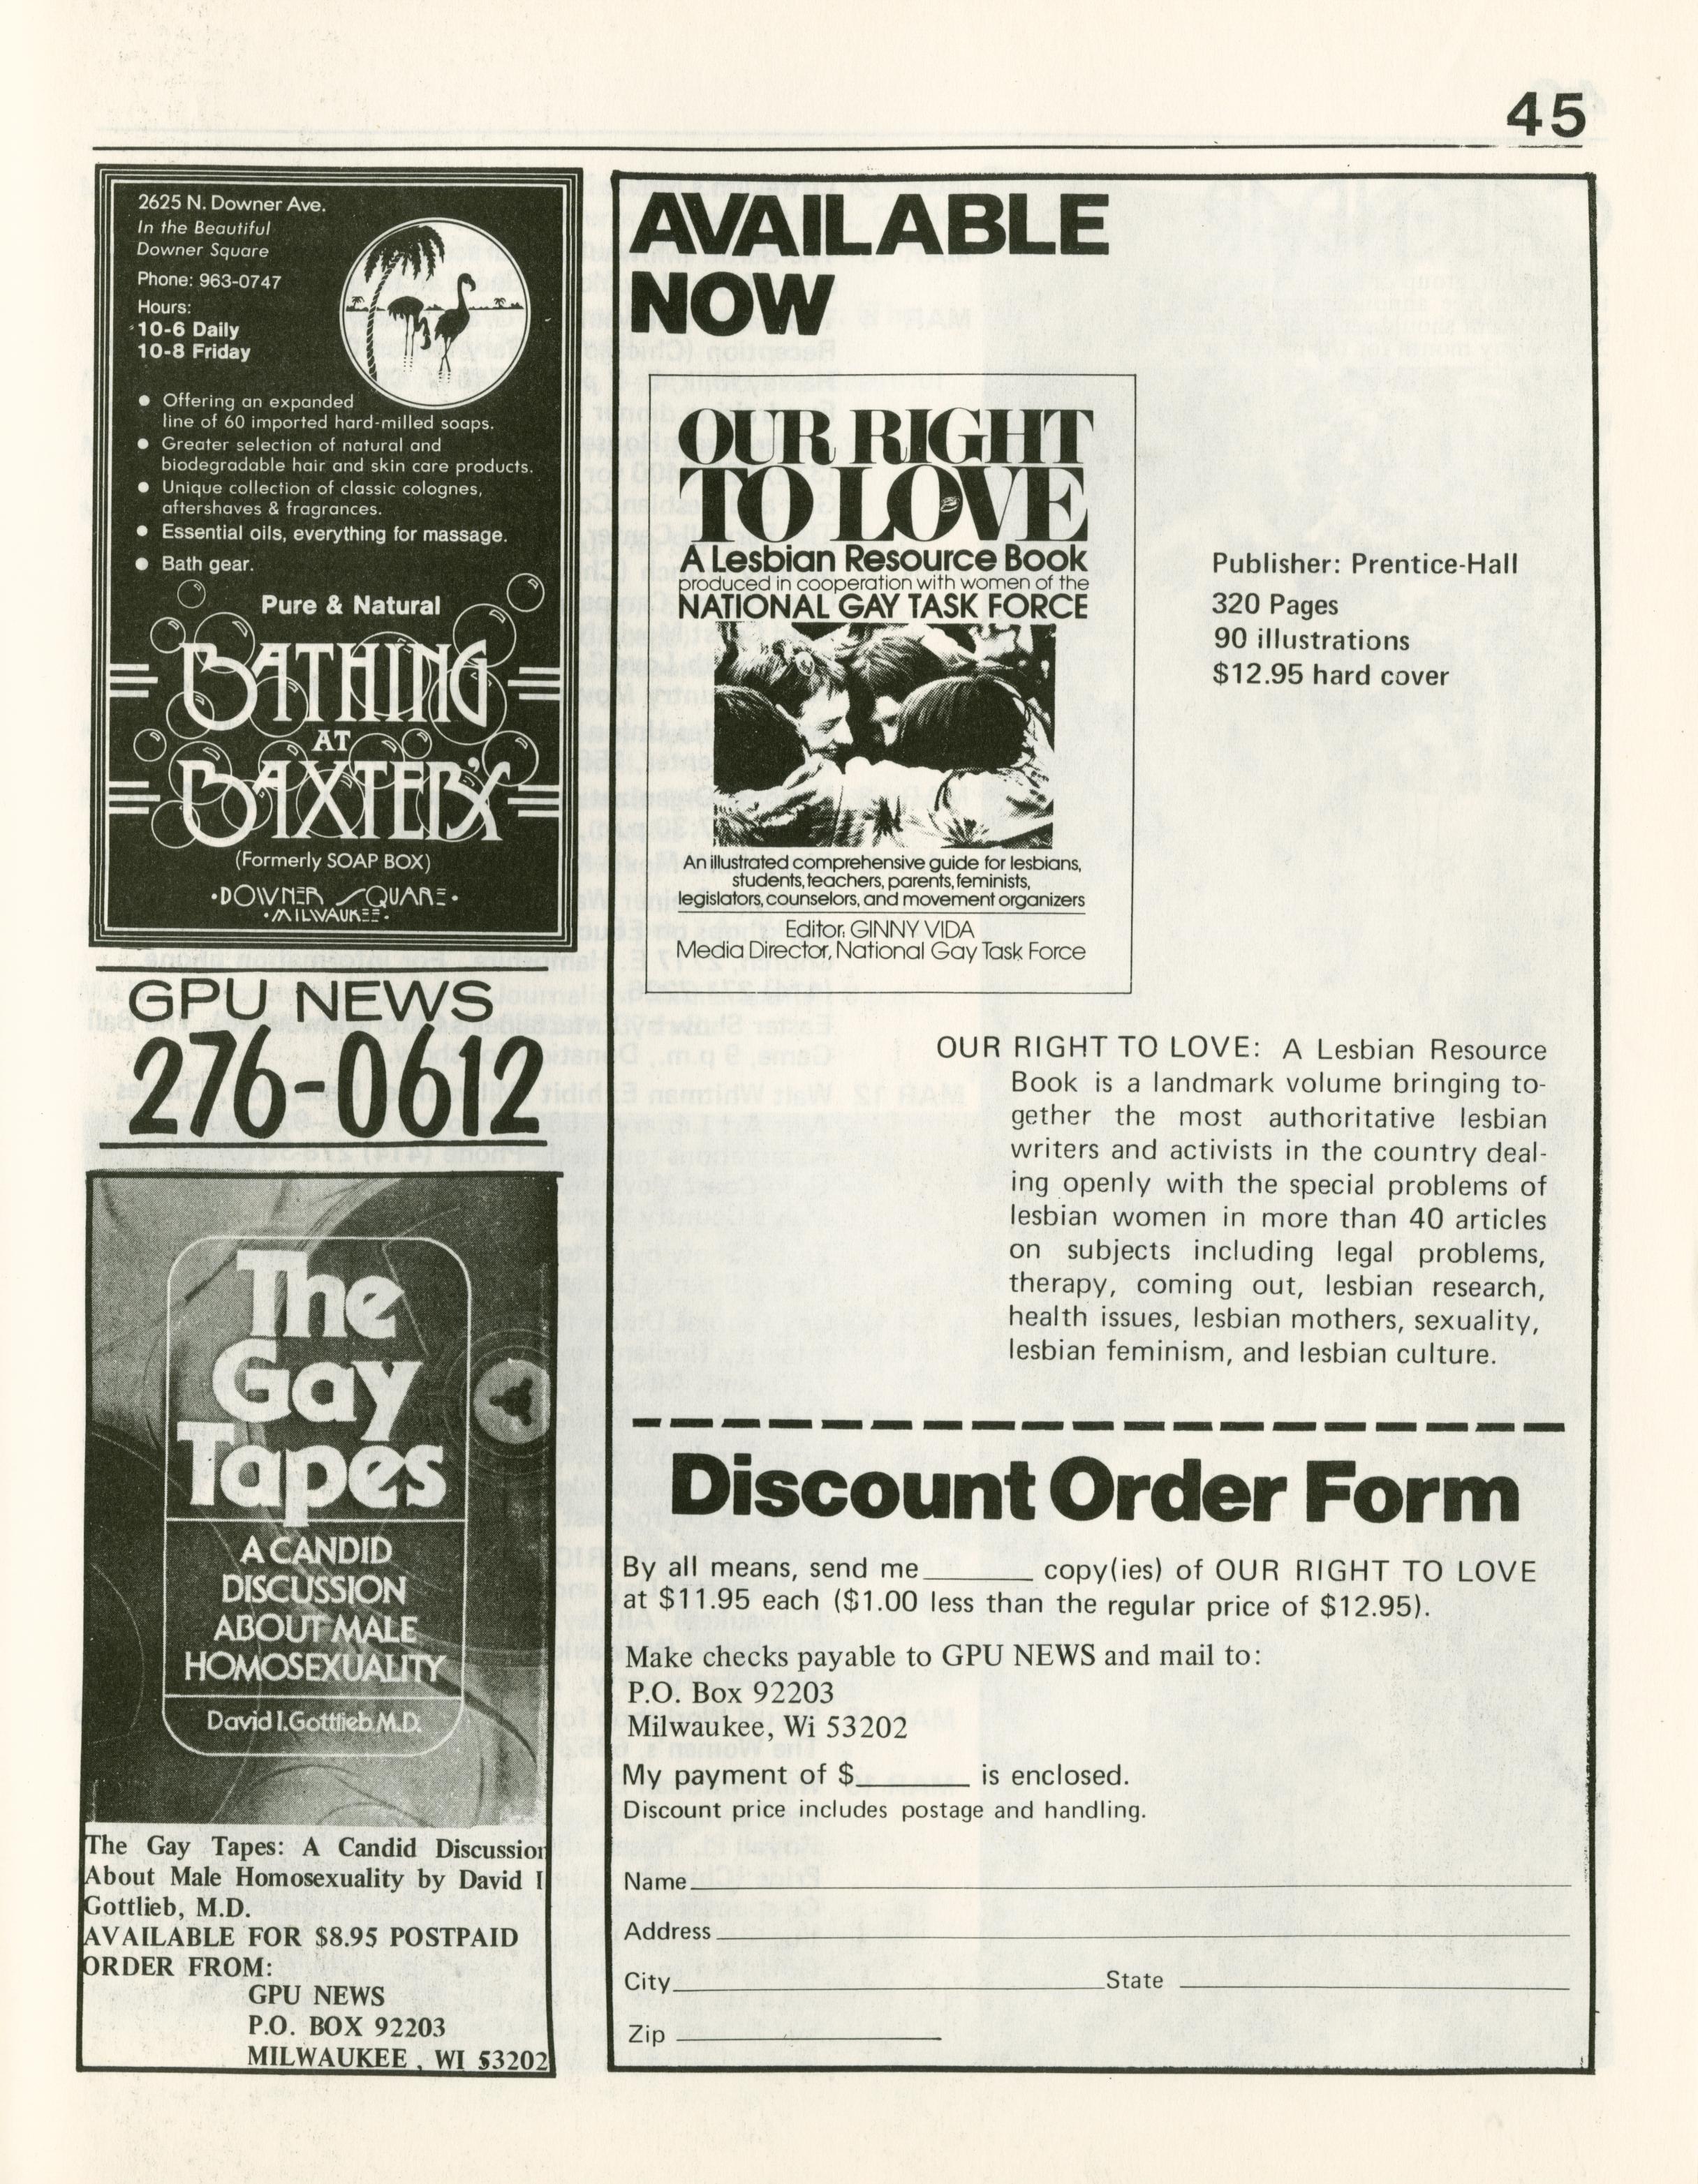 45
2625 N. Downer Ave.
In the Beautiful
Downer Square
Phone: 963-0747
Hours:
10-6 Daily
10-8 Friday
● Offering an expanded
line of 60 imported hard-milled soaps.
● Greater selection of natural and
biodegradable hair and skin care products.
● Unique collection of classic colognes,
aftershaves & fragrances.
● Essential oils, everything for massage.
● Bath gear.
Pure & Natural
BATHING
AT
BAXTER'S
(Formerly SOAP BOX)
•DOWNER SQUARE•
•MILWAUKEE•
GPU NEWS
276-0612
The
Gay
Tapes
A CANDID
DISCUSSION
ABOUT MALE
HOMOSEXUALITY
David I. Gottlieb M.D.
The Gay Tapes: A Candid Discussion
About Male Homosexuality by David I
Gottlieb, M.D.
AVAILABLE FOR $8.95 POSTPAID
ORDER FROM:
GPU NEWS
P.O. BOX 92203
MILWAUKEE , WI 53202
AVAILABLE
NOW
OUR RIGHT
TO LOVE
A Lesbian Resource Book
produced in cooperation with women of the
NATIONAL GAY TASK FORCE
An illustrated comprehensive guide for lesbians,
students, teachers, parents, feminists,
legislators, counselors, and movement organizers
Editor: GINNY VIDA
Media Director, National Gay Task Force
Publisher: Prentice-Hall
320 Pages
90 illustrations
$12.95 hard cover
OUR RIGHT TO LOVE: A Lesbian Resource
Book is a landmark volume bringing to-
gether the most authoritative lesbian
writers and activists in the country deal-
ing openly with the special problems of
lesbian women in more than 40 articles
on subjects including legal problems,
therapy, coming out, lesbian research,
health issues, lesbian mothers, sexuality,
lesbian feminism, and lesbian culture.
Discount Order Form
By all means, send me ______ copy(ies) of OUR RIGHT TO LOVE
at $11.95 each ($1.00 less than the regular price of $12.95).
Make checks payable to GPU NEWS and mail to:
P.O. Box 92203
Milwaukee, Wi 53202
My payment of $______ is enclosed.
Discount price includes postage and handling.
Name
Address
City State
Zip